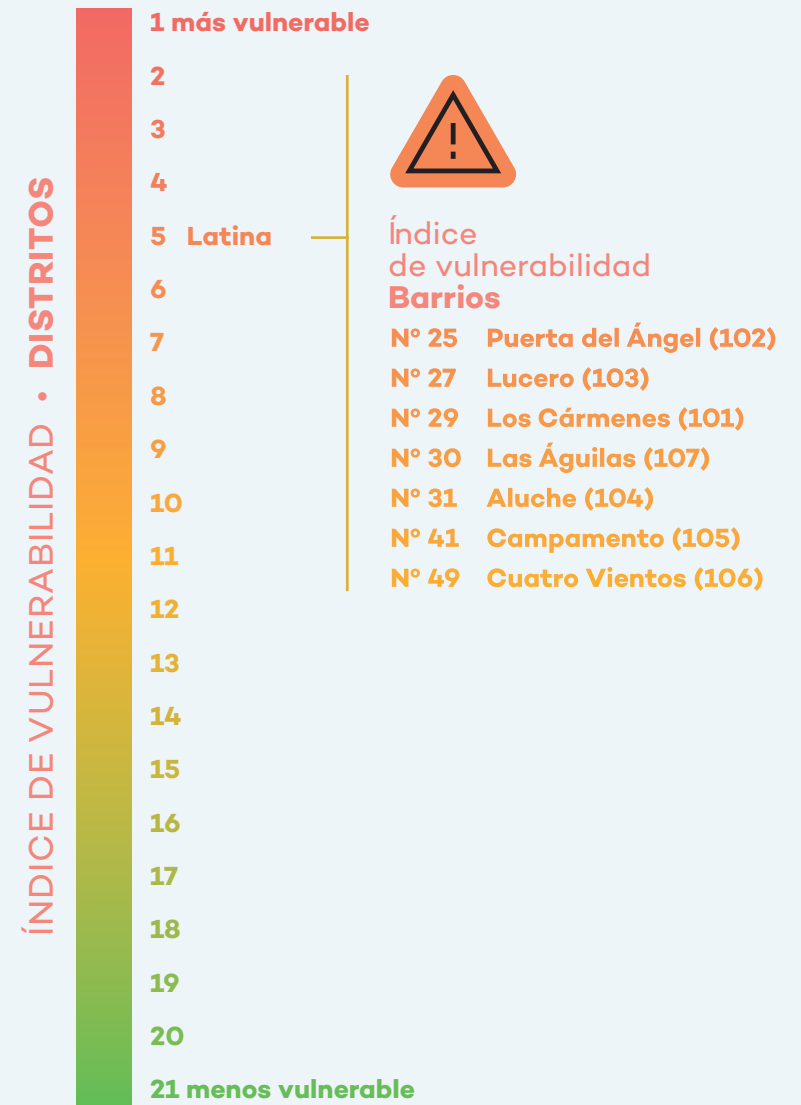 ÍNDICE DE VULNERABILIDAD • DISTRITOS
1 más vulnerable
2
3
4
5 Latina
6
7
8
9
10
11
12
13
14
15
16
17
18
19
20
21 menos vulnerable
!
Índice
de vulnerabilidad
Barrios
Nº 25 Puerta del Ángel (102)
Nº 27 Lucero (103)
Nº 29 Los Cármenes (101)
Nº 30 Las Águilas (107)
Nº 31 Aluche (104)
Nº 41 Campamento (105)
Nº 49 Cuatro Vientos (106)